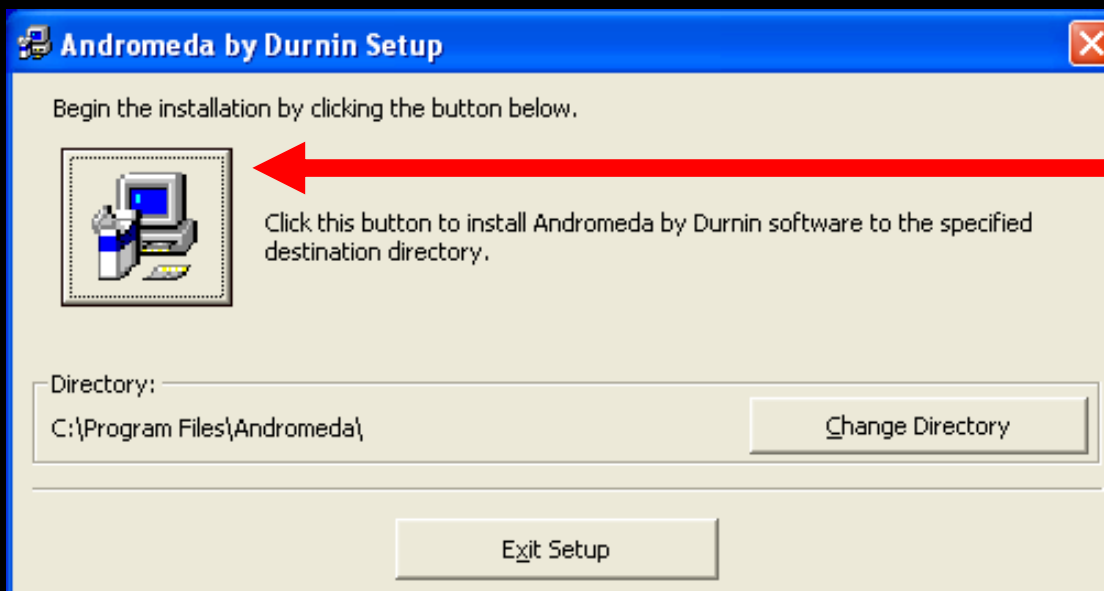 Andromeda by Durnin Setup
Begin the installation by clicking the button below.
Click this button to install Andromeda by Durnin software to the specified
destination directory.
Directory:
C:\Program Files\Andromeda\
Change Directory
Exit Setup